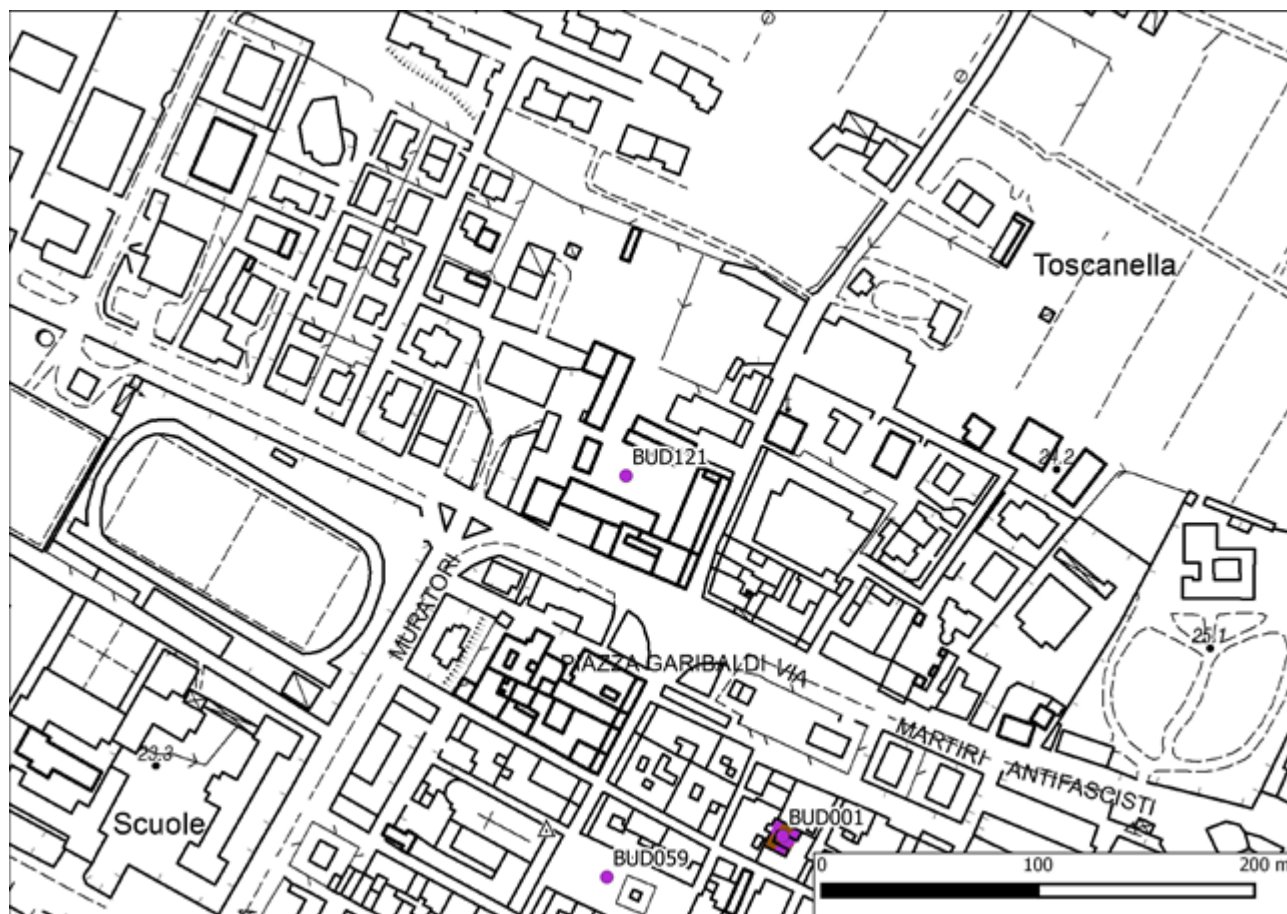 Toscanella
BUD121
24.2
25.1
MURATORI
PIAZZA GARIBALDI VIA
MARTIRI ANTIFASCISTI
23.3
Scuole
BUD001
BUD059
0 100 200 m